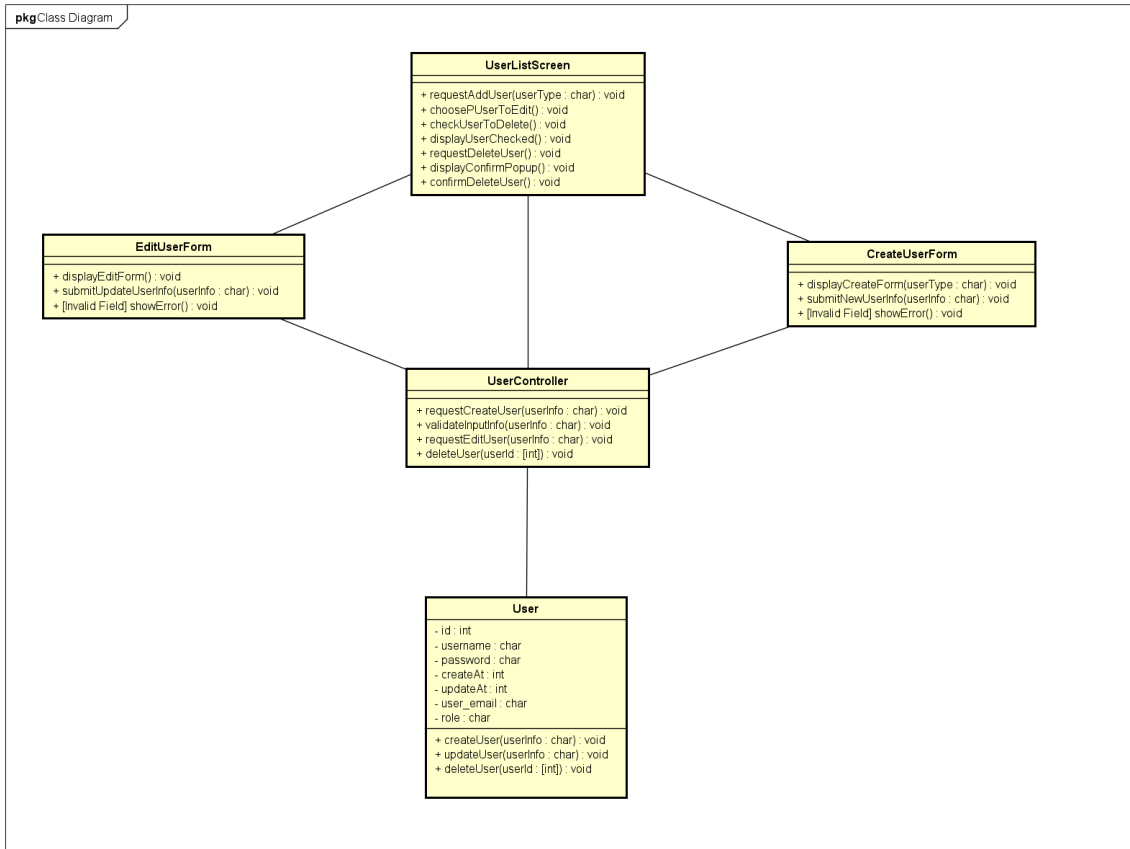 pkg Class Diagram
UserListScreen
+ requestAddUser(userType : char) : void
+ choosePUserToEdit() : void
+ checkUserToDelete() : void
+ displayUserChecked() : void
+ requestDeleteUser() : void
+ displayConfirmPopup() : void
+ confirmDeleteUser() : void
EditUserForm
+ displayEditForm() : void
+ submitUpdateUserInfo(userInfo : char) : void
+ [Invalid Field] showError() : void
CreateUserForm
+ displayCreateForm(userType : char) : void
+ submitNewUserInfo(userInfo : char) : void
+ [Invalid Field] showError() : void
UserController
+ requestCreateUser(userInfo : char) : void
+ validateInputInfo(userInfo : char) : void
+ requestEditUser(userInfo : char) : void
+ deleteUser(userId : [int]) : void
User
- id : int
- username : char
- password : char
- createAt : int
- updateAt : int
- user_email : char
- role : char
+ createUser(userInfo : char) : void
+ updateUser(userInfo : char) : void
+ deleteUser(userId : [int]) : void